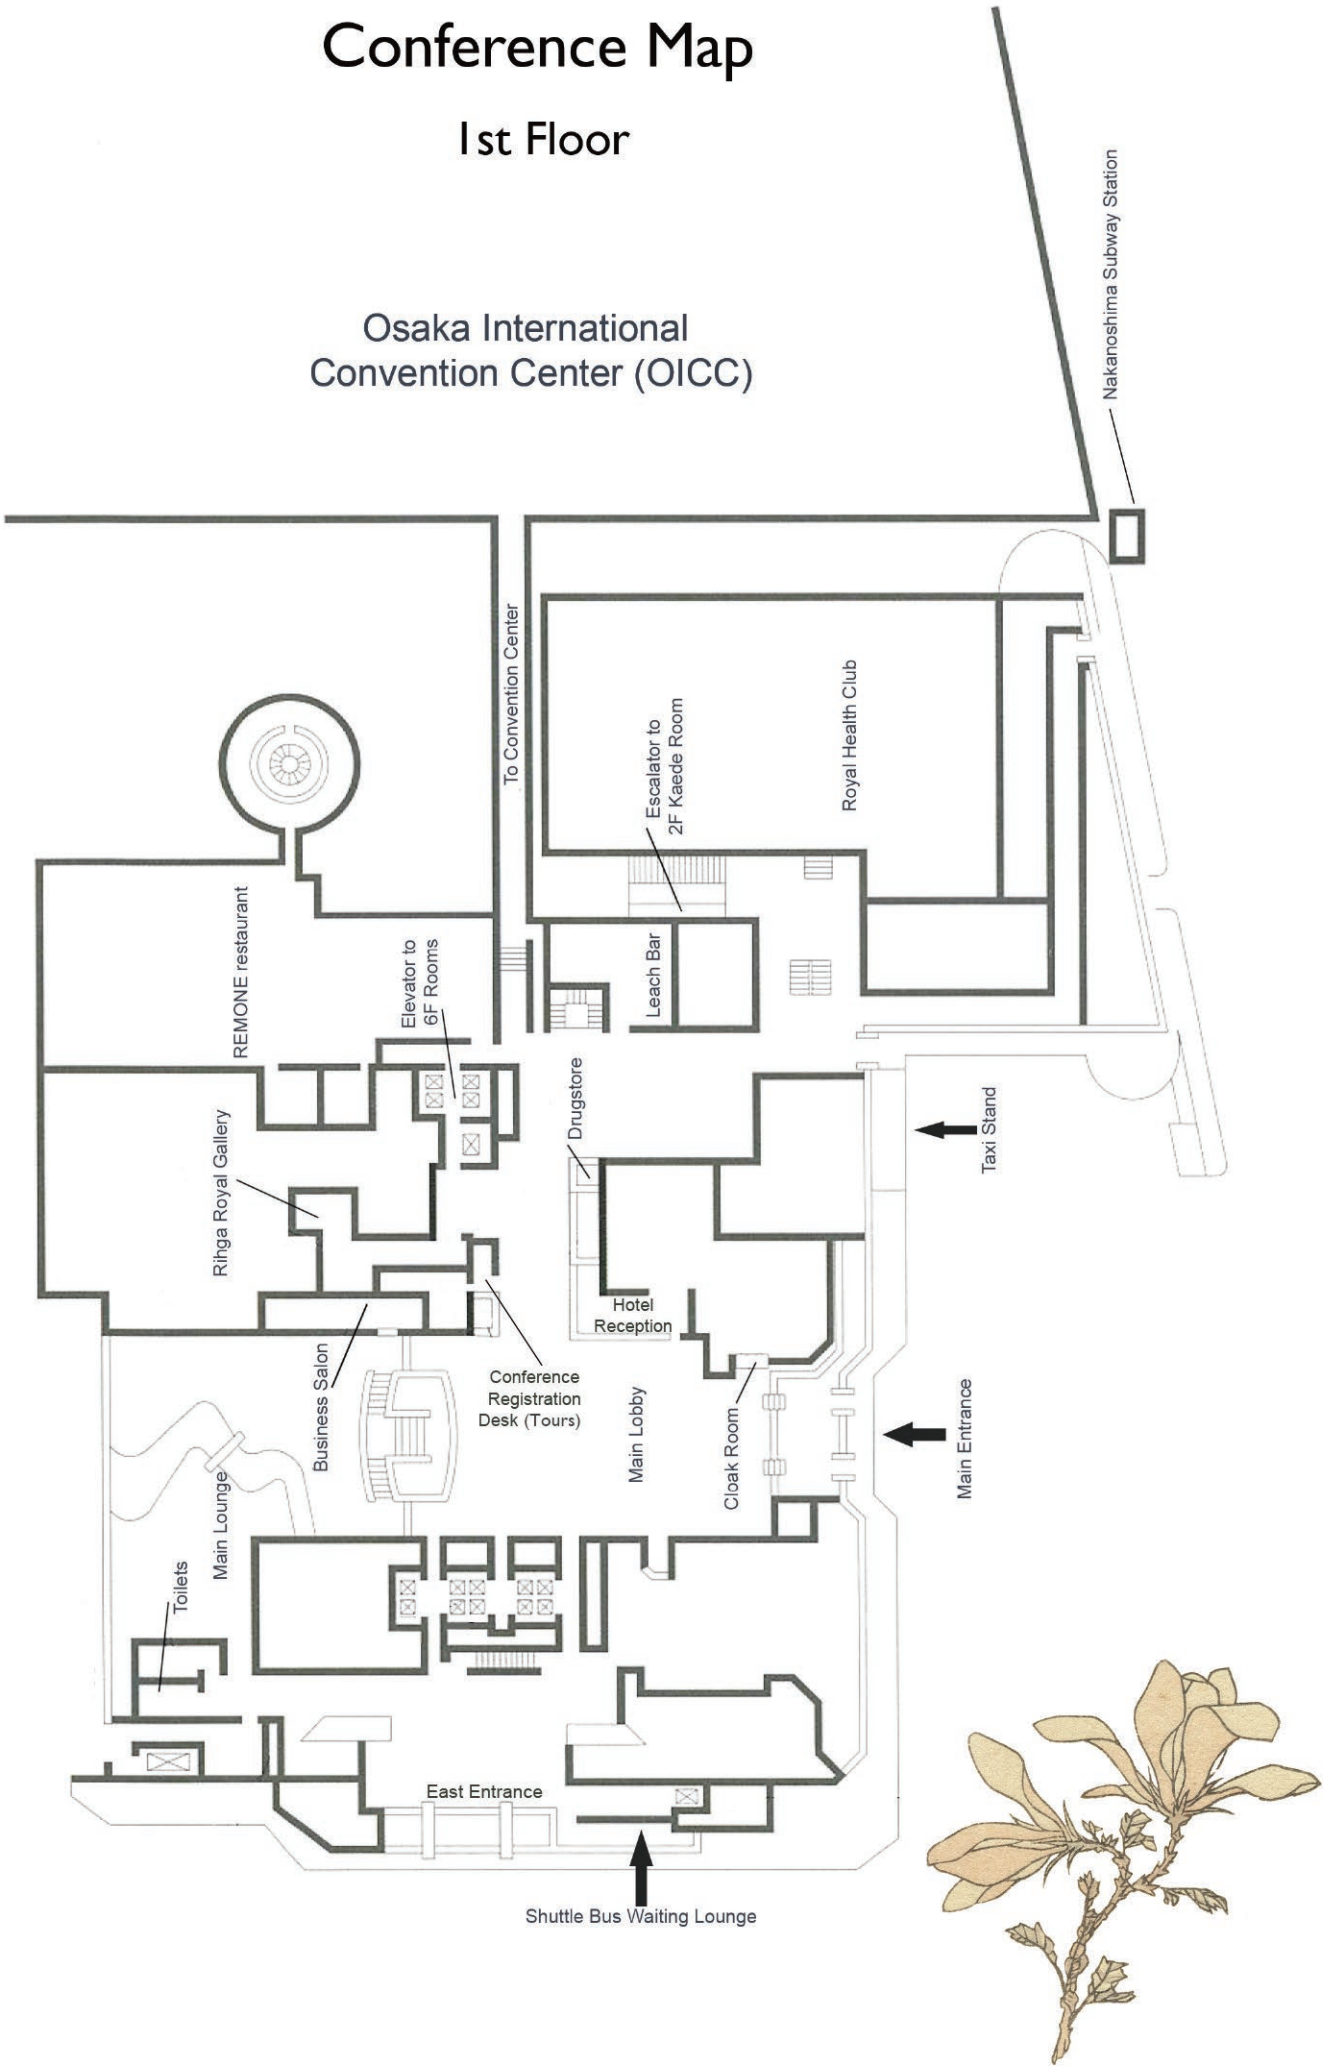 Conference Map
1st Floor
Nakanoshima Subway Station
Osaka International
Convention Center (OICC)
To Convention Center
Royal Health Club
Escalator to
2F Kaede Room
REMONE restaurant
Elevator to
6F Rooms
Leach Bar
Drugstore
Taxi Stand
Rihga Royal Gallery
Hotel
Reception
Business Salon
Conference
Registration
Desk (Tours)
Main Lobby
Cloak Room
Main Entrance
Main Lounge
Toilets
East Entrance
Shuttle Bus Waiting Lounge